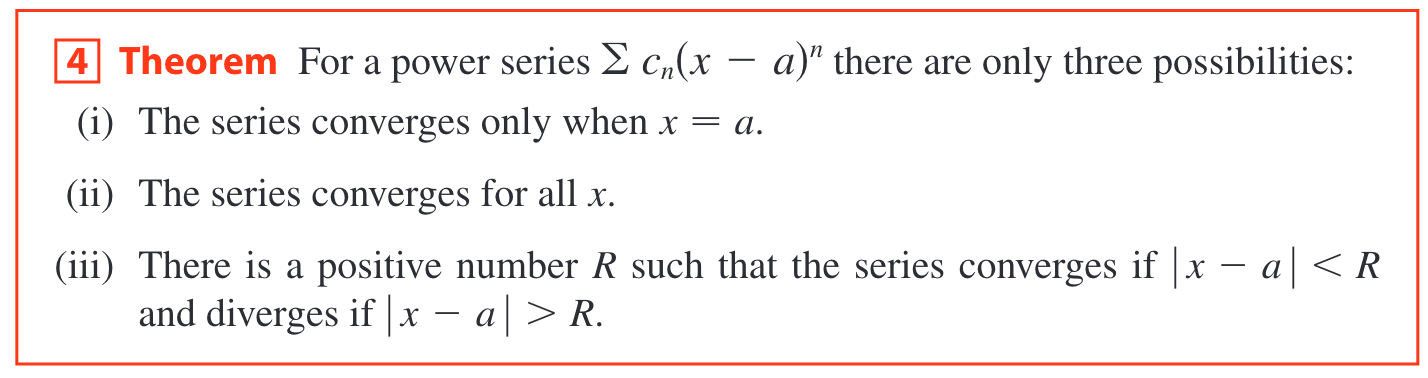 4 Theorem For a power series Σ cₙ(x − a)ⁿ there are only three possibilities:
(i) The series converges only when x = a.
(ii) The series converges for all x.
(iii) There is a positive number R such that the series converges if |x − a| < R
and diverges if |x − a| > R.